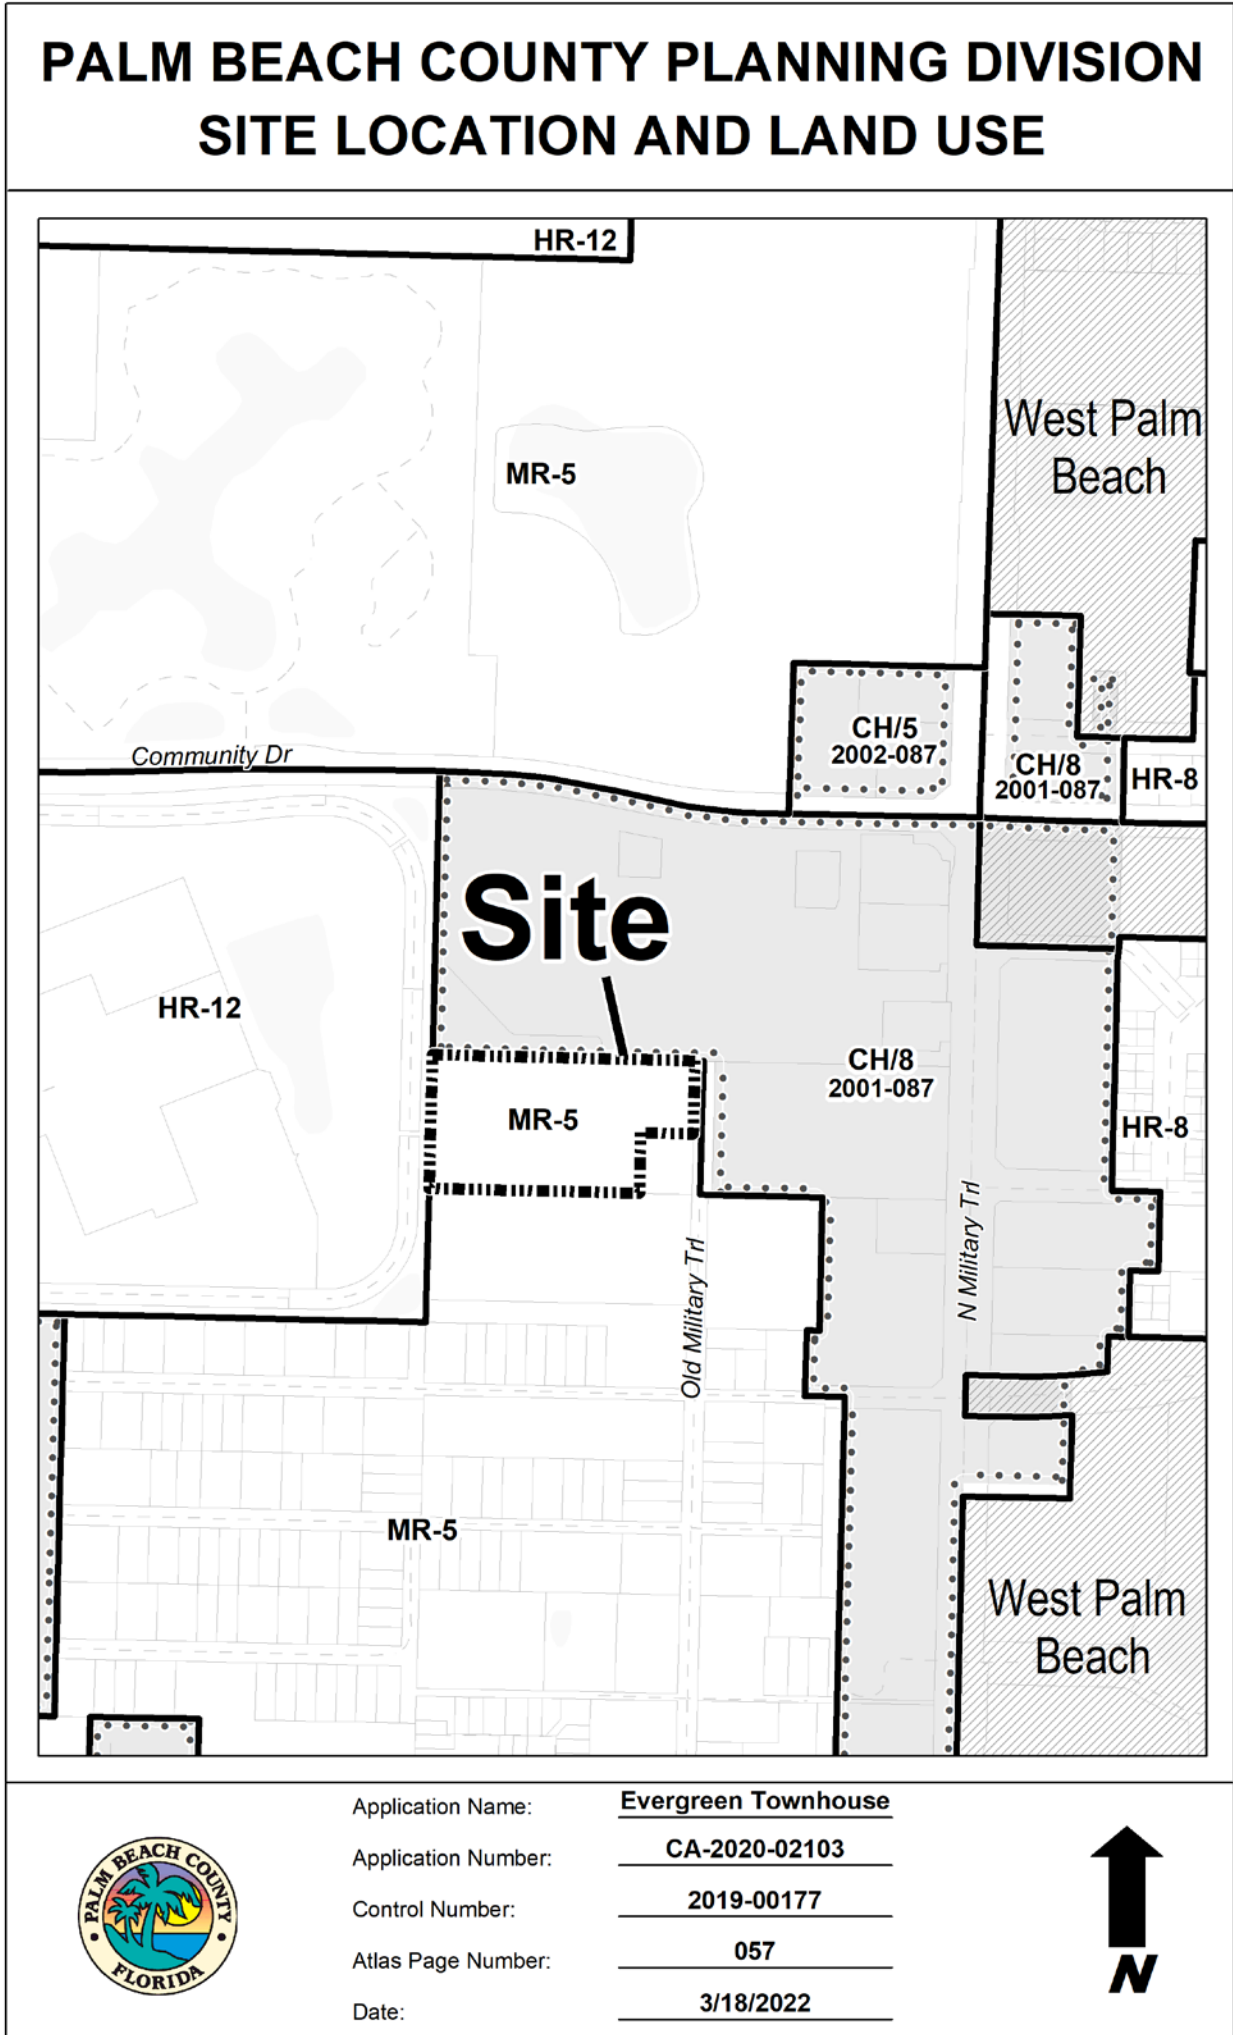 PALM BEACH COUNTY PLANNING DIVISION
SITE LOCATION AND LAND USE
HR-12
West Palm
Beach
MR-5
CH/5
2002-087
Community Dr
CH/8
2001-087
HR-8
Site
HR-12
CH/8
2001-087
MR-5
HR-8
N Military Trl
Old Military Trl
MR-5
West Palm
Beach
Application Name: Evergreen Townhouse
Application Number: CA-2020-02103
Control Number: 2019-00177
Atlas Page Number: 057
Date: 3/18/2022
PALM BEACH COUNTY
FLORIDA
N